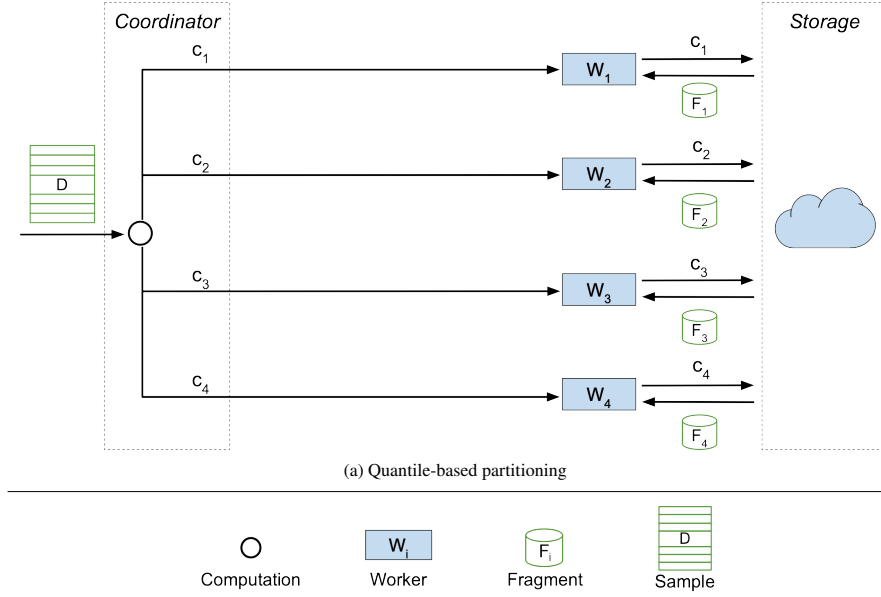 Coordinator
Storage
c1
W1
c1
F1
D
c2
W2
c2
F2
c3
W3
c3
F3
c4
W4
c4
F4
(a) Quantile-based partitioning
Wi
Fi
D
Computation
Worker
Fragment
Sample